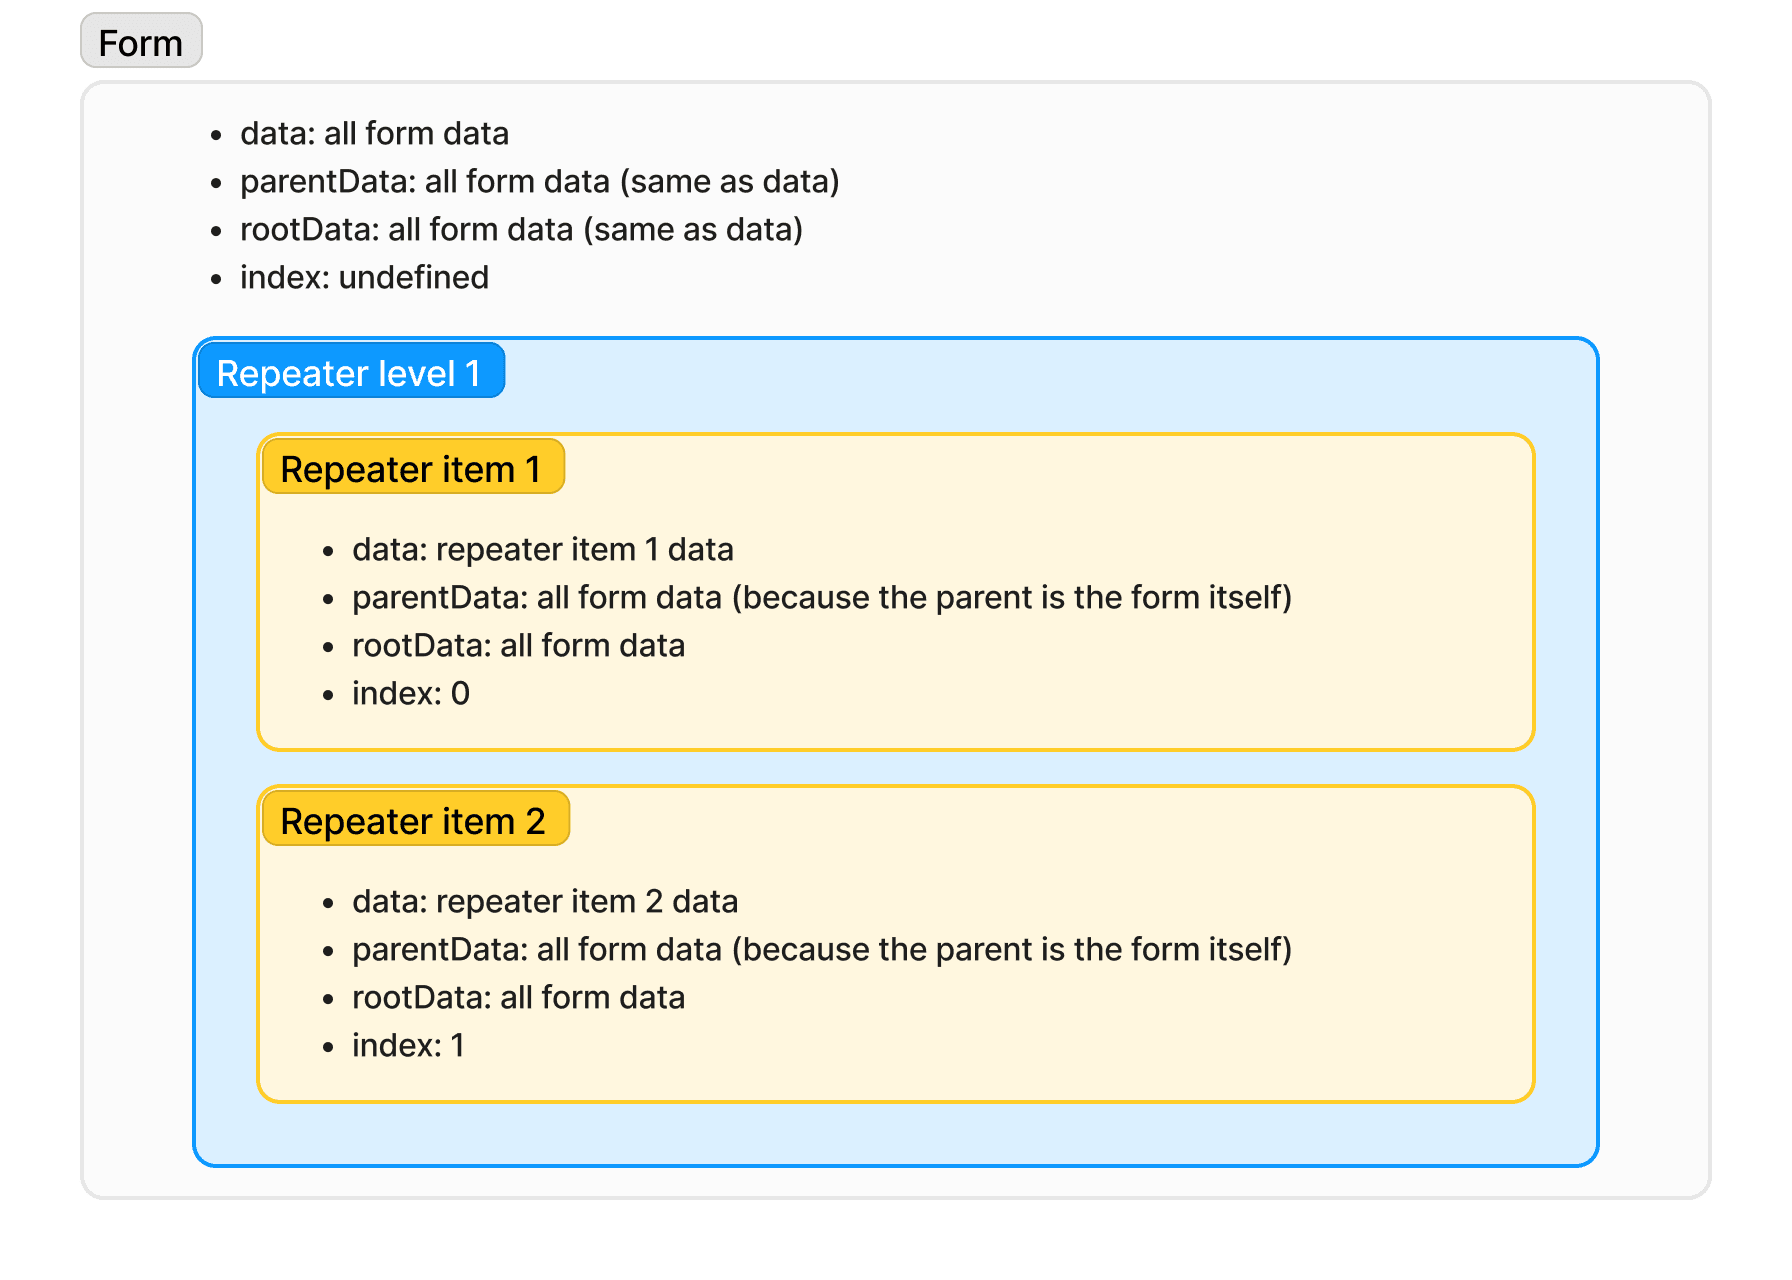 Form
• data: all form data
• parentData: all form data (same as data)
• rootData: all form data (same as data)
• index: undefined
Repeater level 1
Repeater item 1
• data: repeater item 1 data
• parentData: all form data (because the parent is the form itself)
• rootData: all form data
• index: 0
Repeater item 2
• data: repeater item 2 data
• parentData: all form data (because the parent is the form itself)
• rootData: all form data
• index: 1